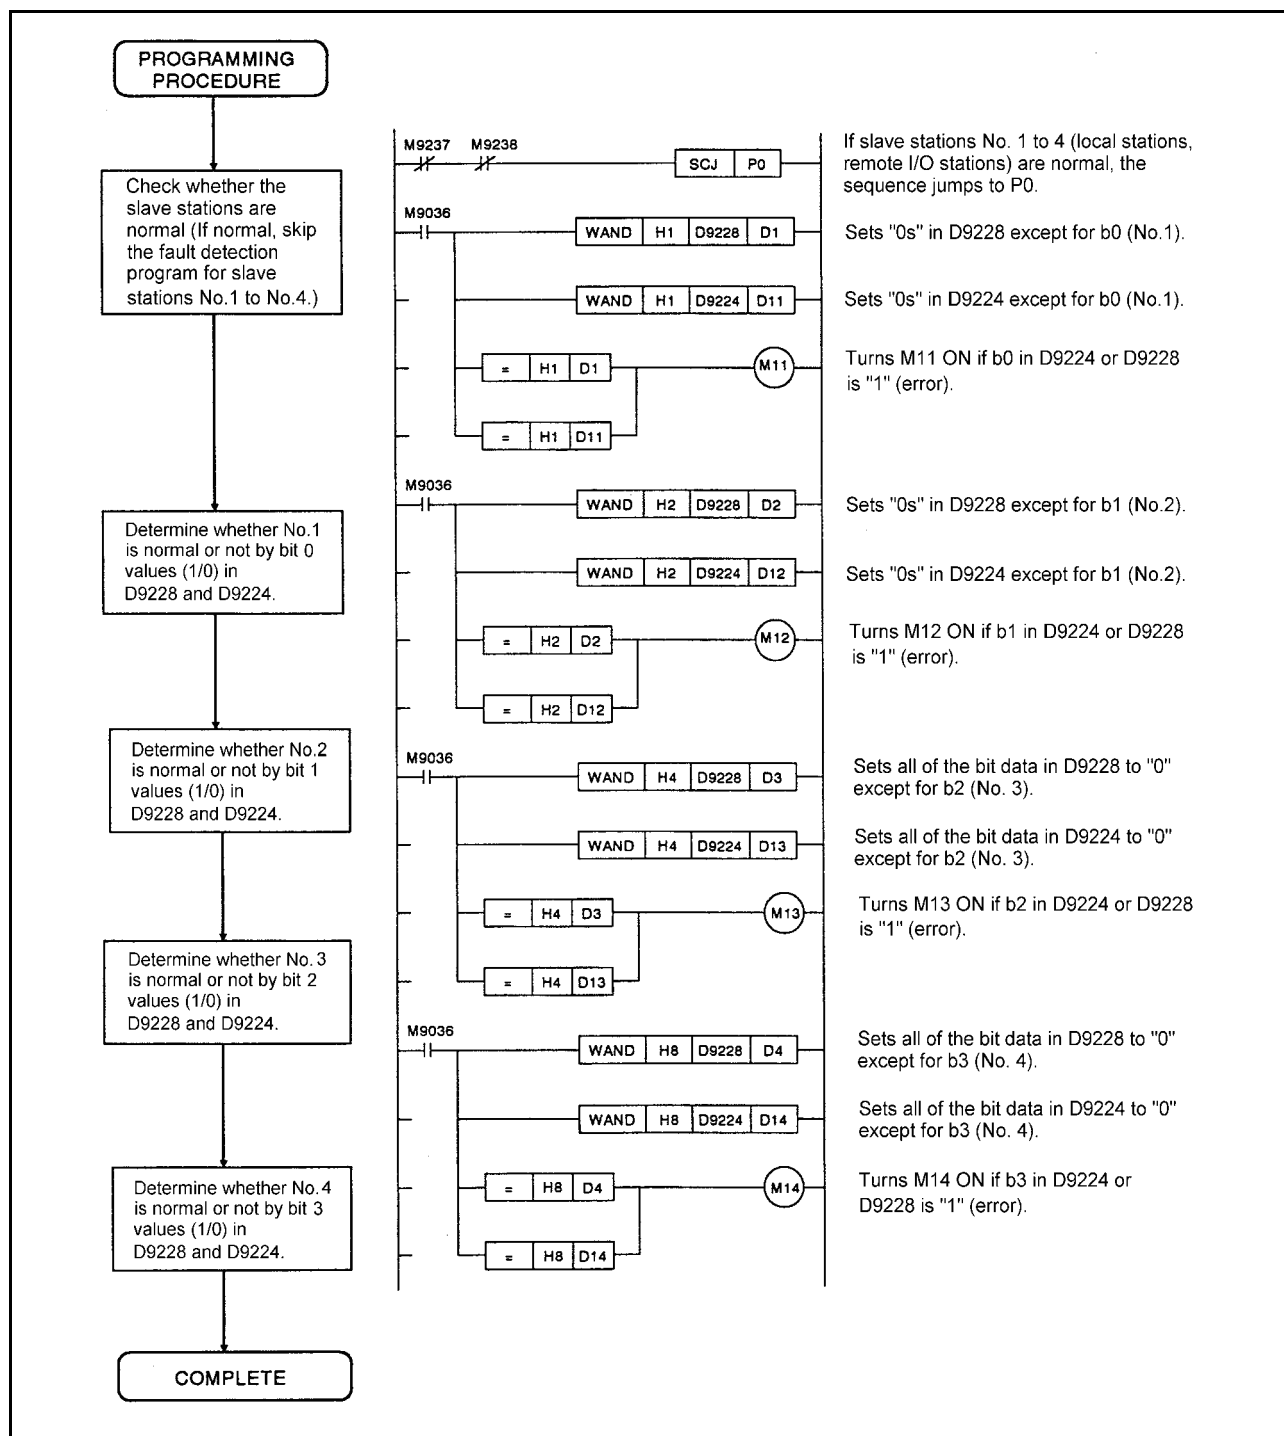 PROGRAMMING
PROCEDURE
Check whether the
slave stations are
normal (If normal, skip
the fault detection
program for slave
stations No.1 to No.4.)
Determine whether No.1
is normal or not by bit 0
values (1/0) in
D9228 and D9224.
Determine whether No.2
is normal or not by bit 1
values (1/0) in
D9228 and D9224.
Determine whether No. 3
is normal or not by bit 2
values (1/0) in
D9228 and D9224.
Determine whether No. 4
is normal or not by bit 3
values (1/0) in
D9228 and D9224.
COMPLETE
M9237 M9238
SCJ P0
If slave stations No. 1 to 4 (local stations,
remote I/O stations) are normal, the
sequence jumps to P0.
M9036
WAND H1 D9228 D1
Sets "0s" in D9228 except for b0 (No.1).
WAND H1 D9224 D11
Sets "0s" in D9224 except for b0 (No.1).
= H1 D1
M11
Turns M11 ON if b0 in D9224 or D9228
is "1" (error).
= H1 D11
M9036
WAND H2 D9228 D2
Sets "0s" in D9228 except for b1 (No.2).
WAND H2 D9224 D12
Sets "0s" in D9224 except for b1 (No.2).
= H2 D2
M12
Turns M12 ON if b1 in D9224 or D9228
is "1" (error).
= H2 D12
M9036
WAND H4 D9228 D3
Sets all of the bit data in D9228 to "0"
except for b2 (No. 3).
WAND H4 D9224 D13
Sets all of the bit data in D9224 to "0"
except for b2 (No. 3).
= H4 D3
M13
Turns M13 ON if b2 in D9224 or D9228
is "1" (error).
= H4 D13
M9036
WAND H8 D9228 D4
Sets all of the bit data in D9228 to "0"
except for b3 (No. 4).
WAND H8 D9224 D14
Sets all of the bit data in D9224 to "0"
except for b3 (No. 4).
= H8 D4
M14
Turns M14 ON if b3 in D9224 or
D9228 is "1" (error).
= H8 D14